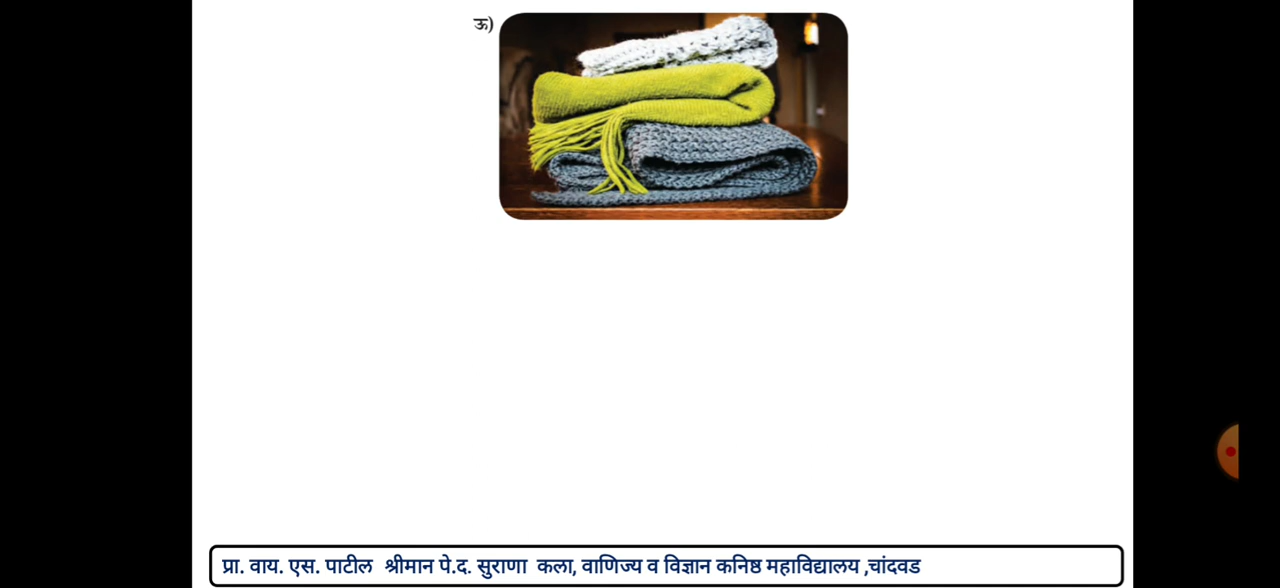 ऊ)
प्रा. वाय. एस. पाटील श्रीमान पे.द. सुराणा कला, वाणिज्य व विज्ञान कनिष्ठ महाविद्यालय ,चांदवड